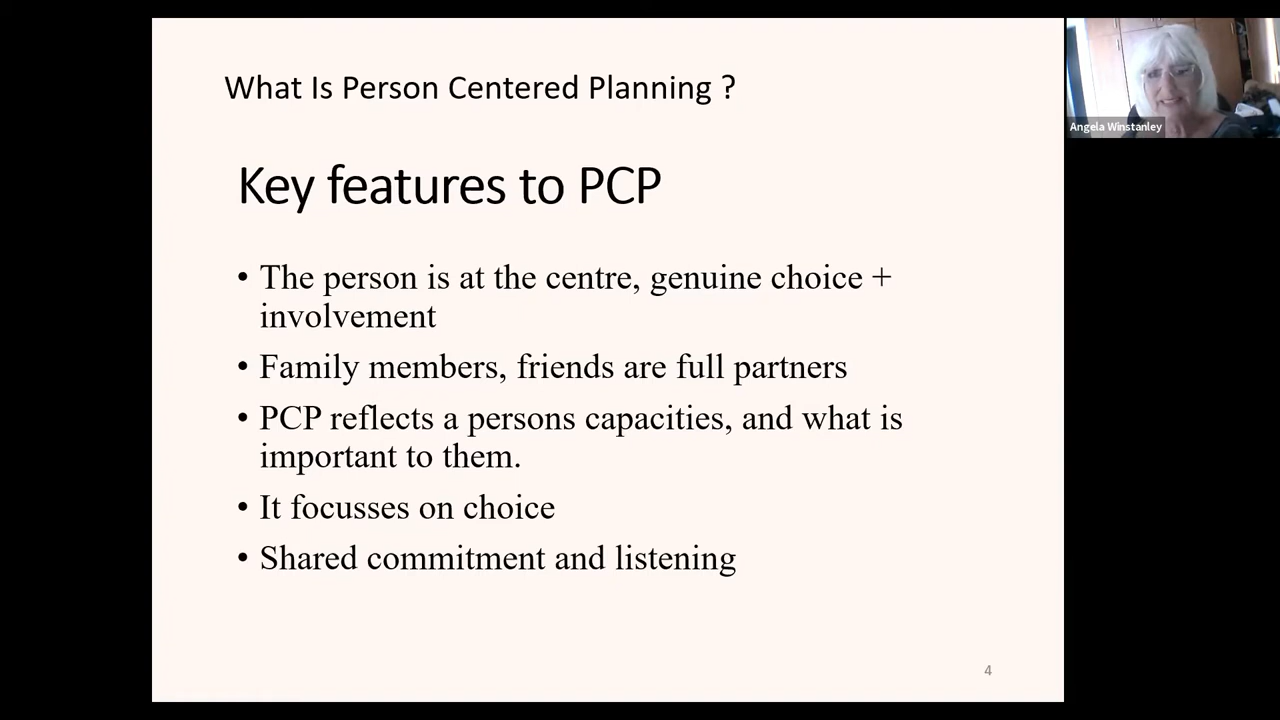 What Is Person Centered Planning ?
Key features to PCP
• The person is at the centre, genuine choice +
involvement
• Family members, friends are full partners
• PCP reflects a persons capacities, and what is
important to them.
• It focusses on choice
• Shared commitment and listening
4
Angela Winstanley